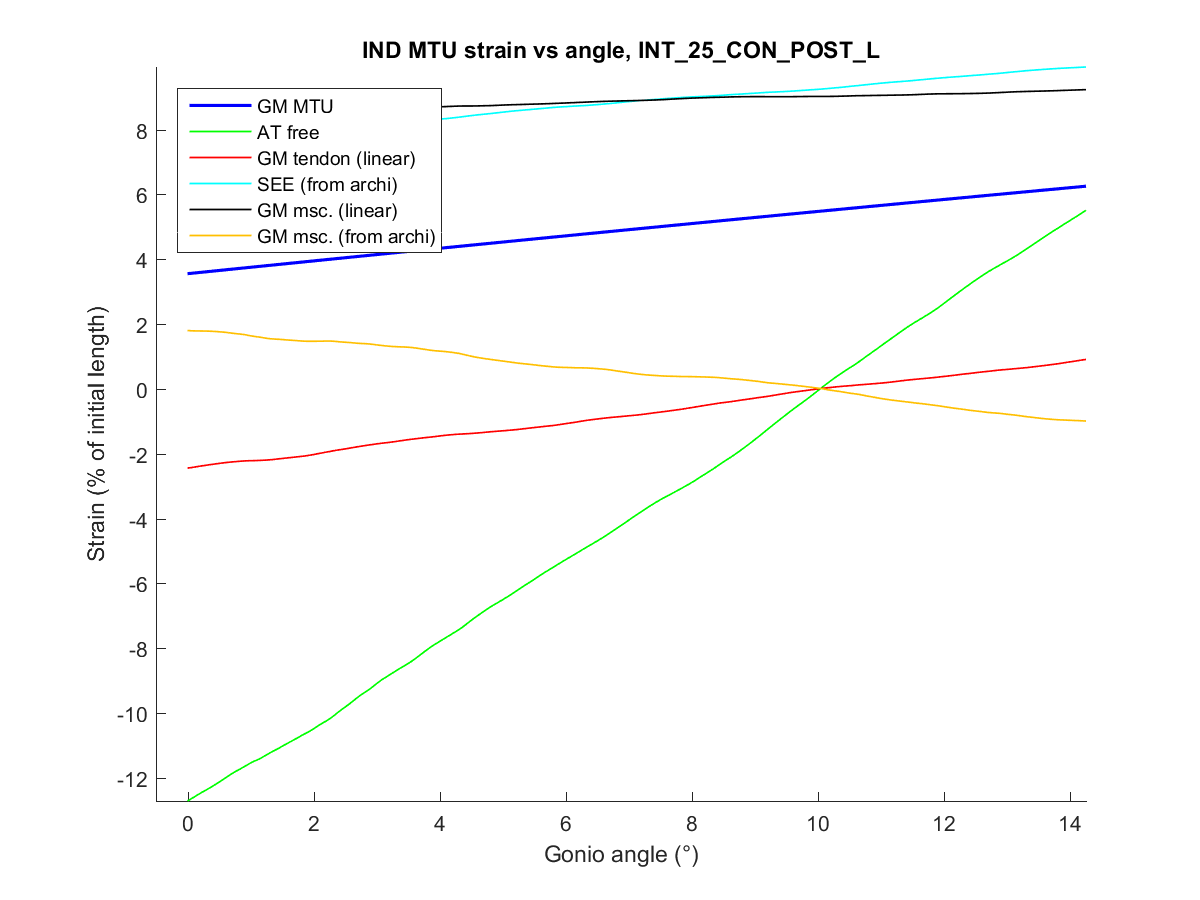 IND MTU strain vs angle, INT_25_CON_POST_L
GM MTU
AT free
GM tendon (linear)
SEE (from archi)
GM msc. (linear)
GM msc. (from archi)
Strain (% of initial length)
8
6
4
2
0
-2
-4
-6
-8
-10
-12
0 2 4 6 8 10 12 14
Gonio angle (°)